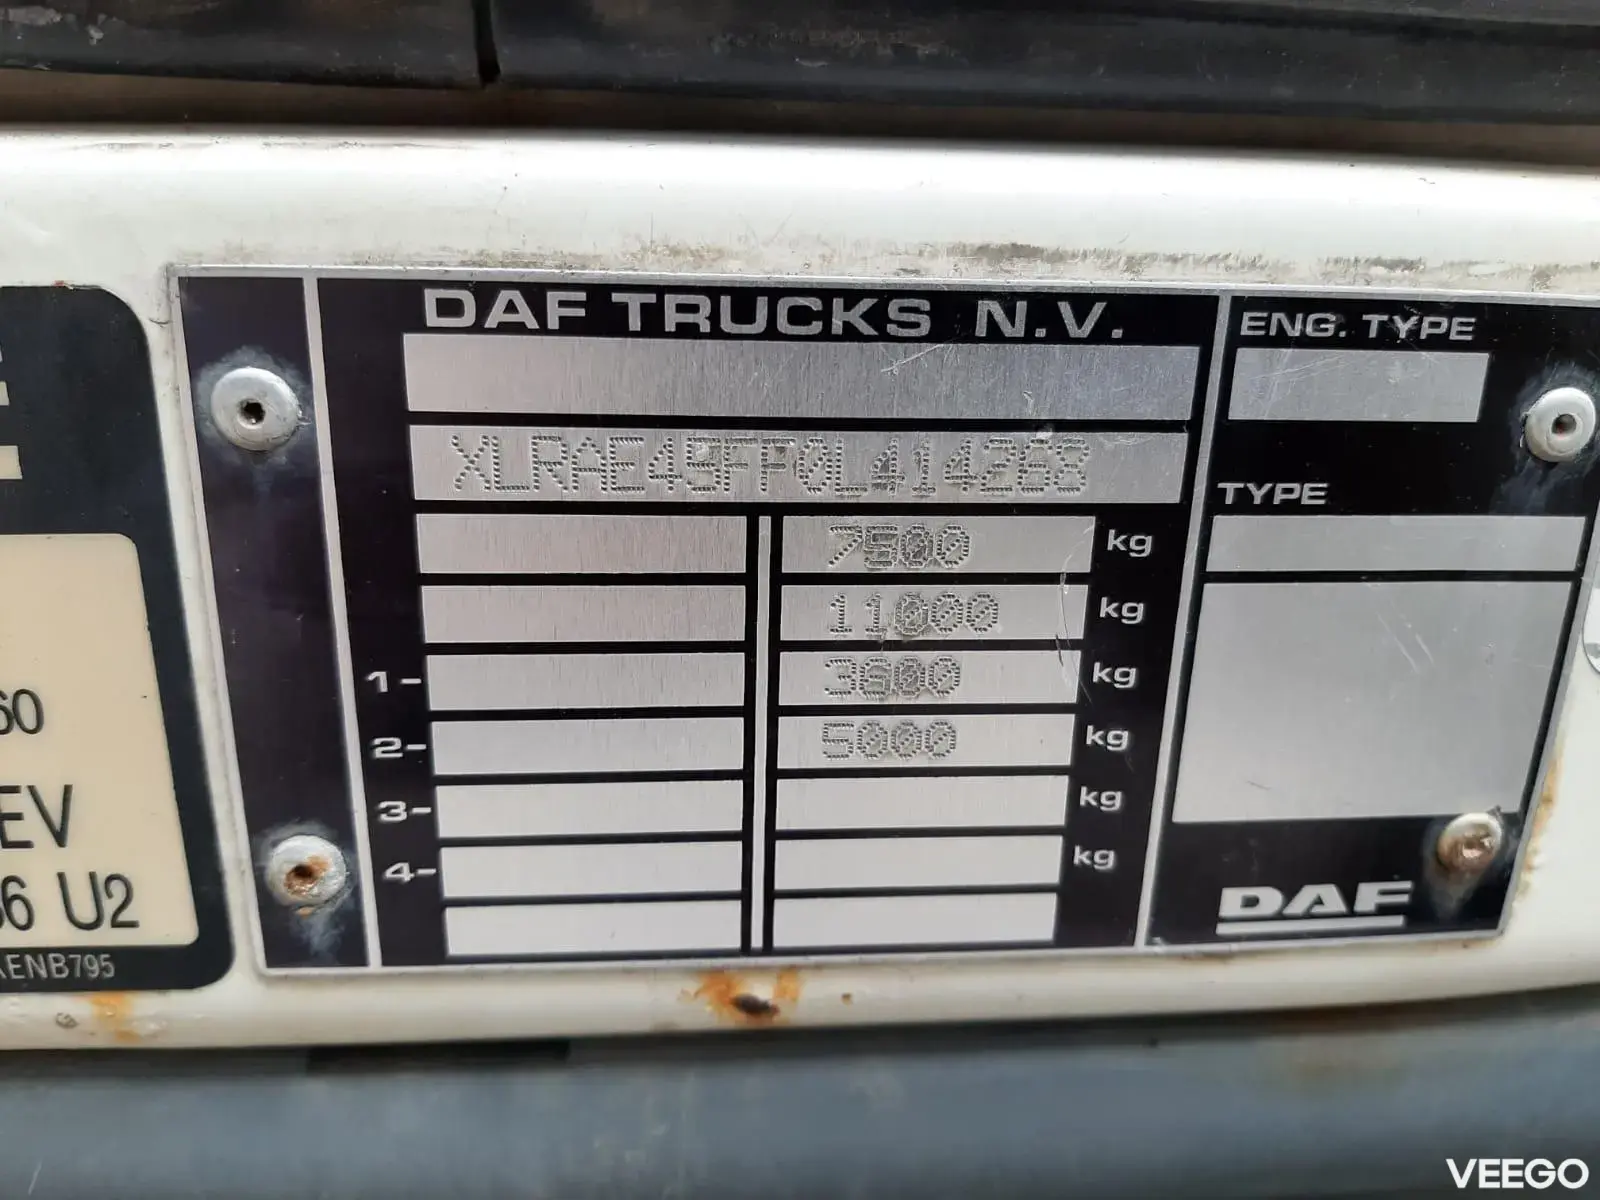 DAF TRUCKS N.V.
ENG. TYPE
XLRAE45FF0L414268
TYPE
7500 kg
11000 kg
1- 3600 kg
2- 5000 kg
3- kg
4- kg
DAF
60
EV
6 U2
ENB795
VEEGO